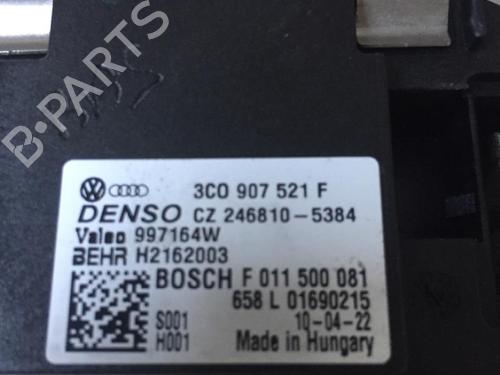 B-PARTS
3C0 907 521 F
DENSO CZ 246810-5384
Valeo 997164W
BEHR H2162003
BOSCH F 011 500 081
658 L 01690215
S001 10-04-22
H001 Made in Hungary